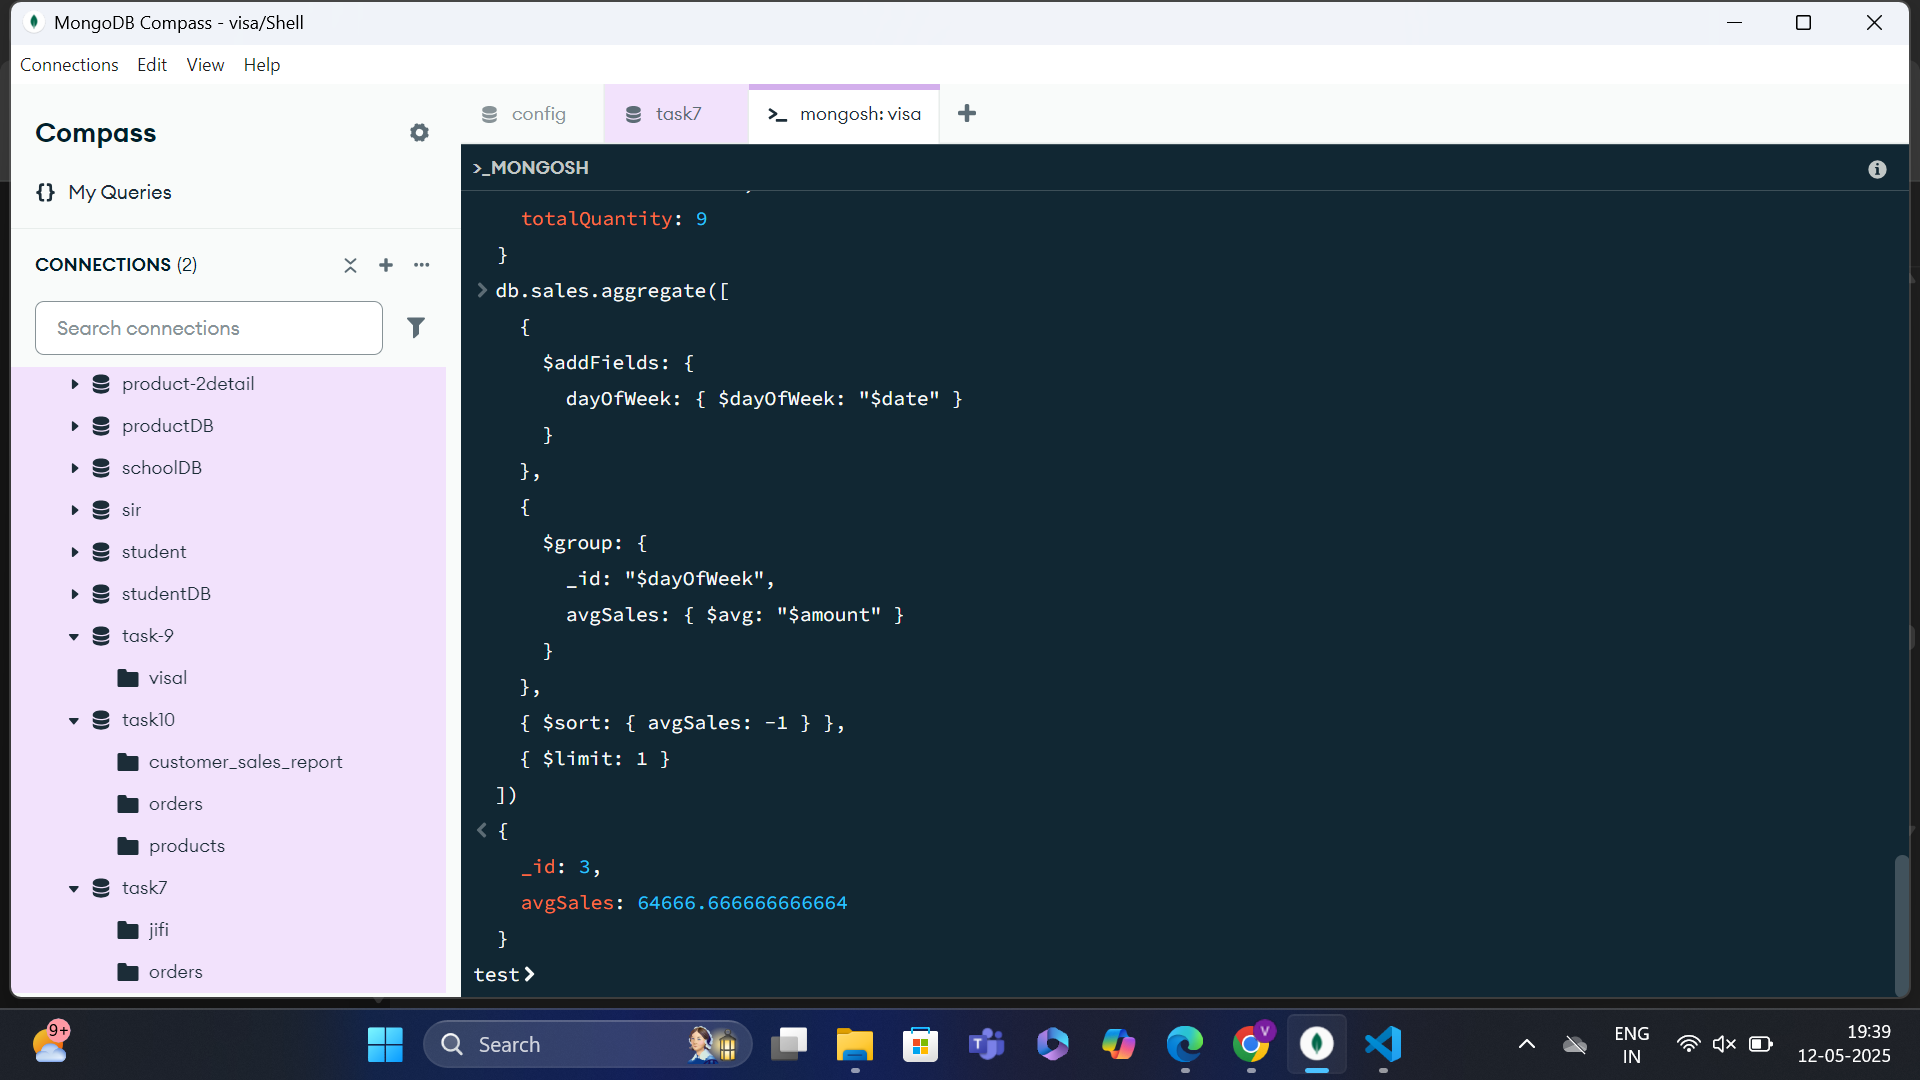 MongoDB Compass - visa/Shell
Connections Edit View Help
Compass
{} My Queries
CONNECTIONS (2)
Search connections
product-2detail
productDB
schoolDB
sir
student
studentDB
task-9
visal
task10
customer_sales_report
orders
products
task7
jifi
orders
config
task7
>_ mongosh: visa
>_MONGOSH
totalQuantity: 9
}
> db.sales.aggregate([
{
$addFields: {
dayOfWeek: { $dayOfWeek: "$date" }
}
},
{
$group: {
_id: "$dayOfWeek",
avgSales: { $avg: "$amount" }
}
},
{ $sort: { avgSales: -1 } },
{ $limit: 1 }
])
< {
_id: 3,
avgSales: 64666.666666666664
}
test>
9+
Search
V
ENG
IN
19:39
12-05-2025